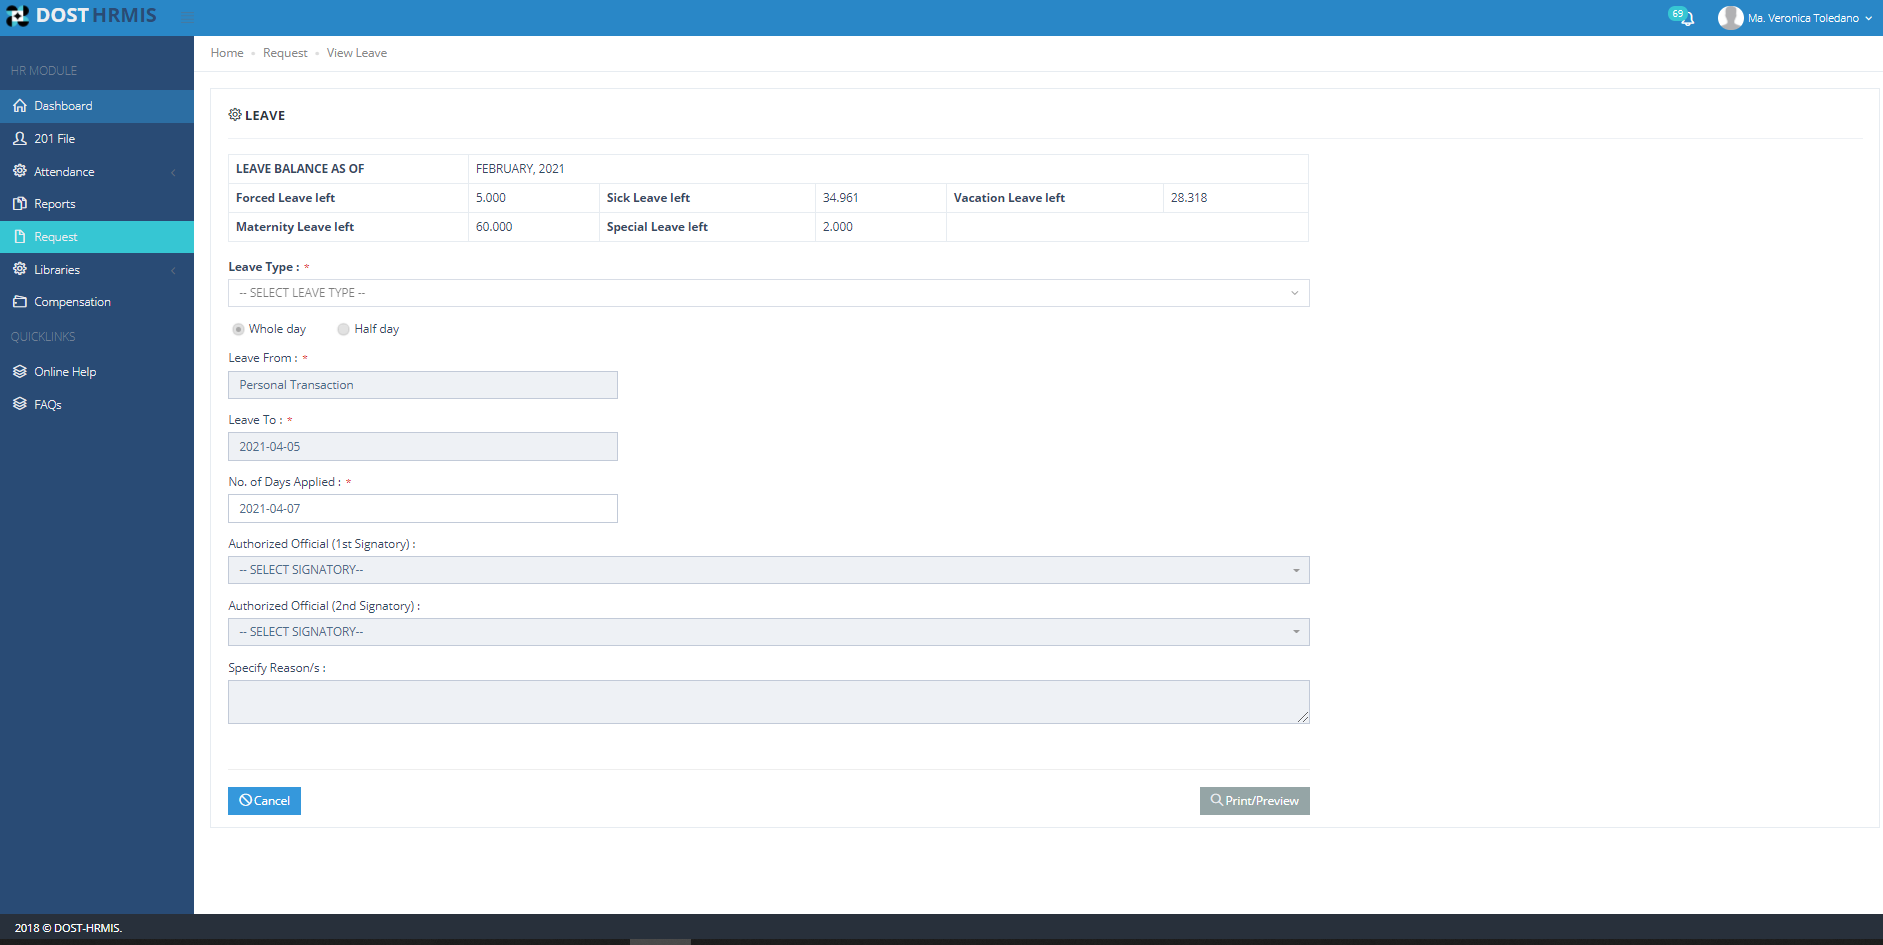 DOST HRMIS
69
Ma. Veronica Toledano
HR MODULE
Dashboard
201 File
Attendance
Reports
Request
Libraries
Compensation
QUICKLINKS
Online Help
FAQs
Home Request View Leave
LEAVE
LEAVE BALANCE AS OF FEBRUARY, 2021
Forced Leave left 5.000 Sick Leave left 34.961 Vacation Leave left 28.318
Maternity Leave left 60.000 Special Leave left 2.000
Leave Type : *
-- SELECT LEAVE TYPE --
Whole day Half day
Leave From : *
Personal Transaction
Leave To : *
2021-04-05
No. of Days Applied : *
2021-04-07
Authorized Official (1st Signatory) :
-- SELECT SIGNATORY--
Authorized Official (2nd Signatory) :
-- SELECT SIGNATORY--
Specify Reason/s :
Cancel Print/Preview
2018 © DOST-HRMIS.